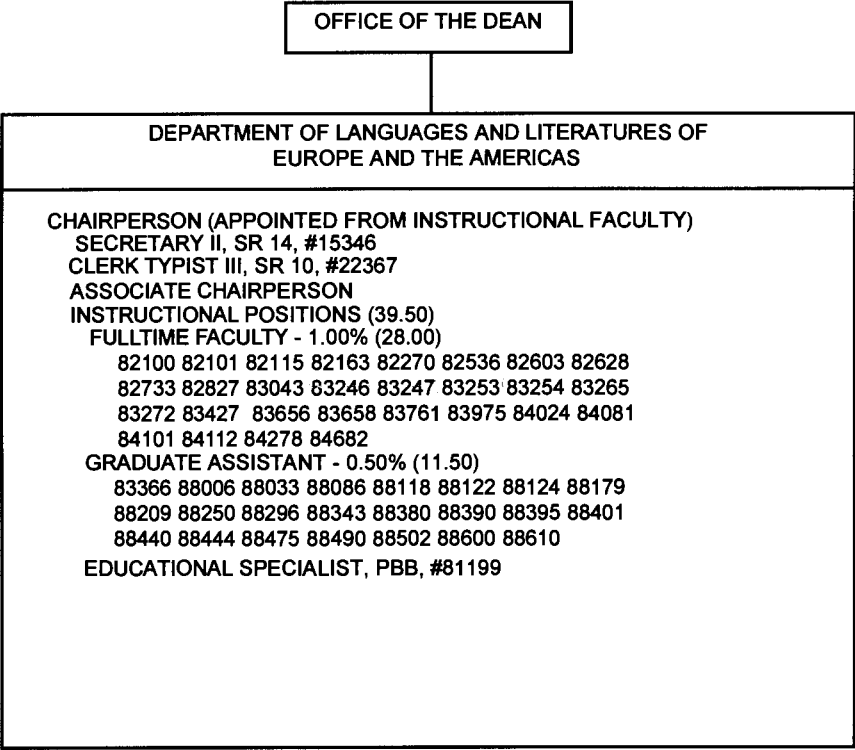 OFFICE OF THE DEAN
DEPARTMENT OF LANGUAGES AND LITERATURES OF
EUROPE AND THE AMERICAS
CHAIRPERSON (APPOINTED FROM INSTRUCTIONAL FACULTY)
SECRETARY II, SR 14, #15346
CLERK TYPIST III, SR 10, #22367
ASSOCIATE CHAIRPERSON
INSTRUCTIONAL POSITIONS (39.50)
FULLTIME FACULTY - 1.00% (28.00)
82100 82101 82115 82163 82270 82536 82603 82628
82733 82827 83043 83246 83247 83253 83254 83265
83272 83427 83656 83658 83761 83975 84024 84081
84101 84112 84278 84682
GRADUATE ASSISTANT - 0.50% (11.50)
83366 88006 88033 88086 88118 88122 88124 88179
88209 88250 88296 88343 88380 88390 88395 88401
88440 88444 88475 88490 88502 88600 88610
EDUCATIONAL SPECIALIST, PBB, #81199